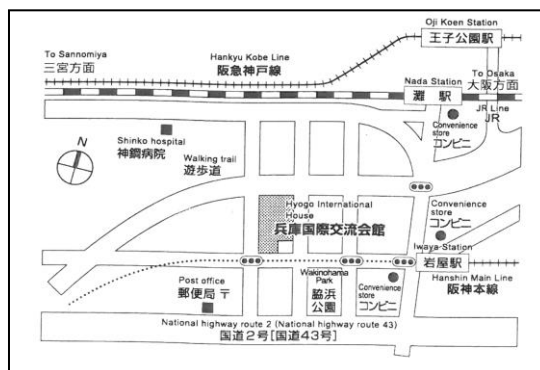 Oji Koen Station
王子公園駅
To Sannomiya
三宮方面
Hankyu Kobe Line
阪急神戸線
Nada Station
灘駅
To Osaka
大阪方面
JR Line
JR
Convenience
store
コンビニ
Shinko hospital
神鋼病院
Walking trail
遊歩道
N
Hyogo International
House
兵庫国際交流会館
Convenience
store
コンビニ
Iwaya Station
岩屋駅
Hanshin Main Line
阪神本線
Post office
郵便局 〒
Wakinohama
Park
脇浜
公園
Convenience
store
コンビニ
National highway route 2 (National highway route 43)
国道2号[国道43号]